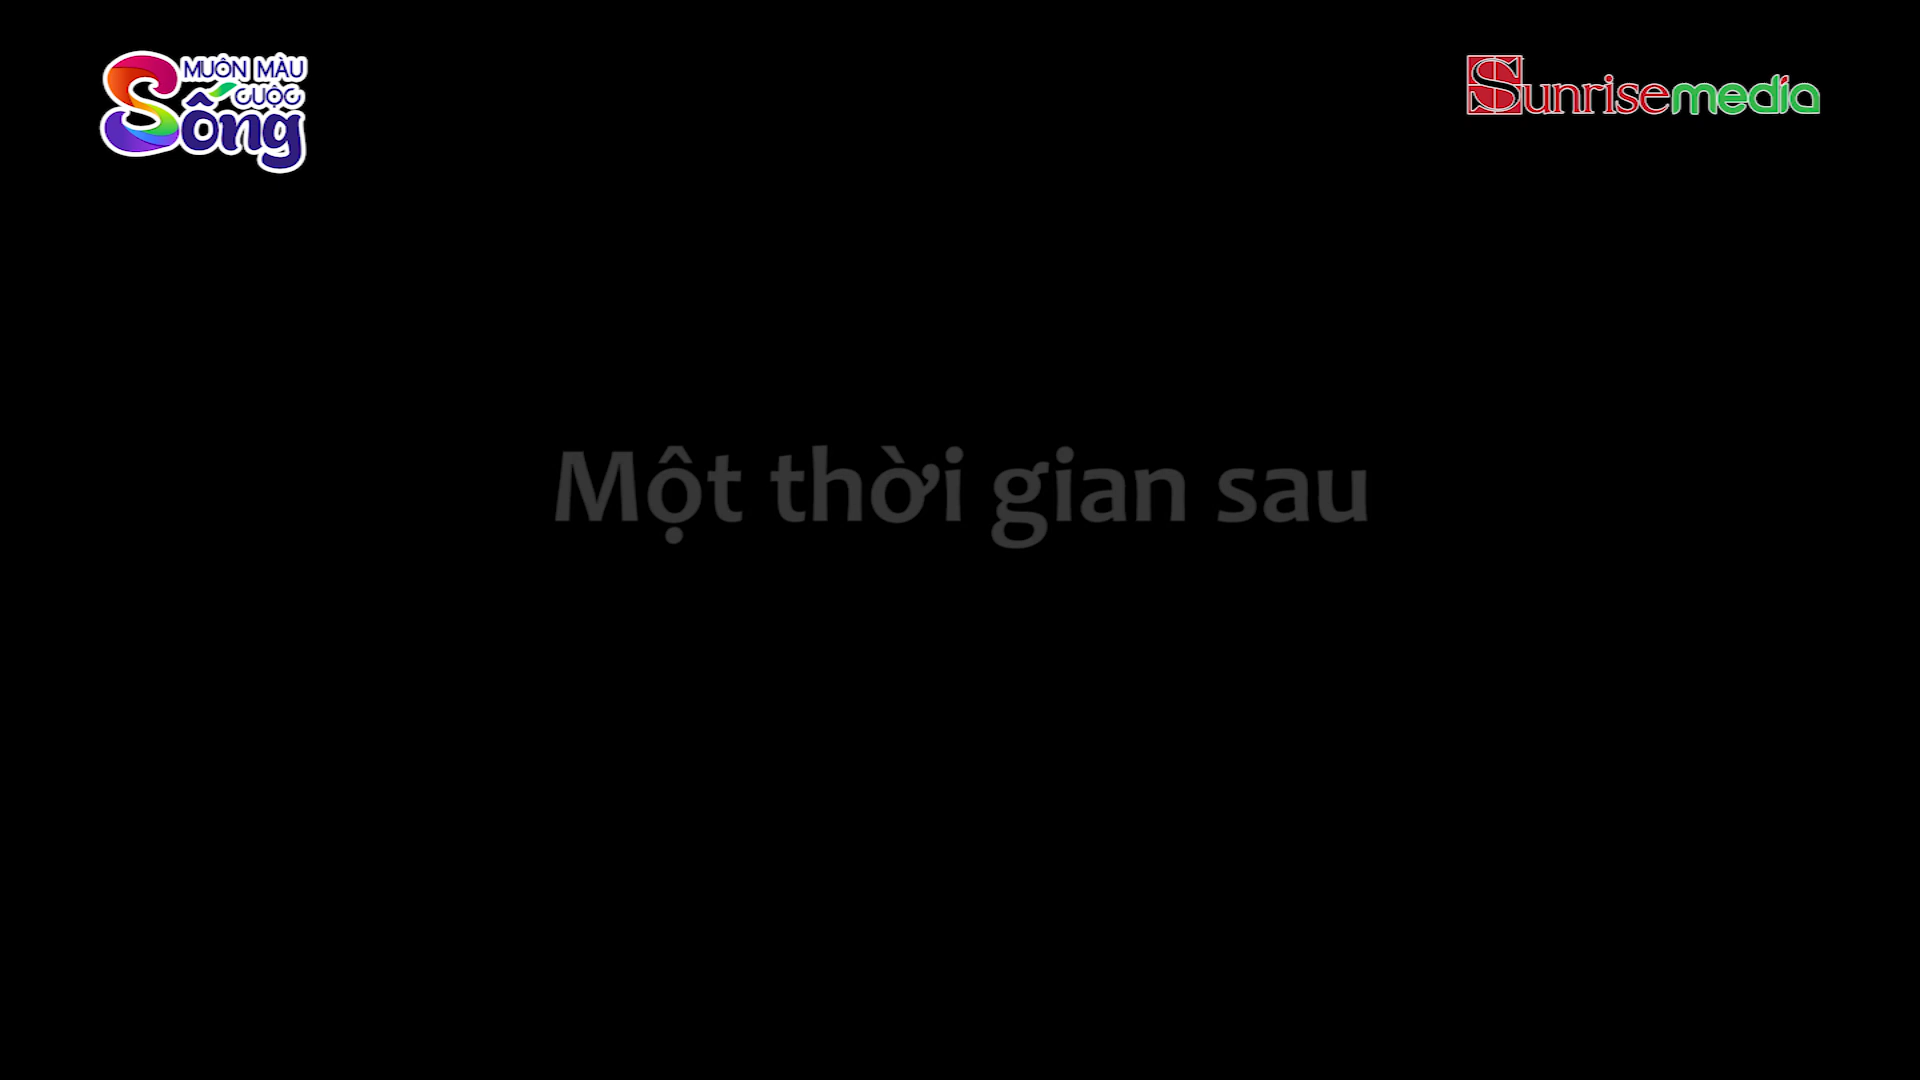 MUÔN MÀU
CUỘC
Sống
Sunrisemedia
Một thời gian sau